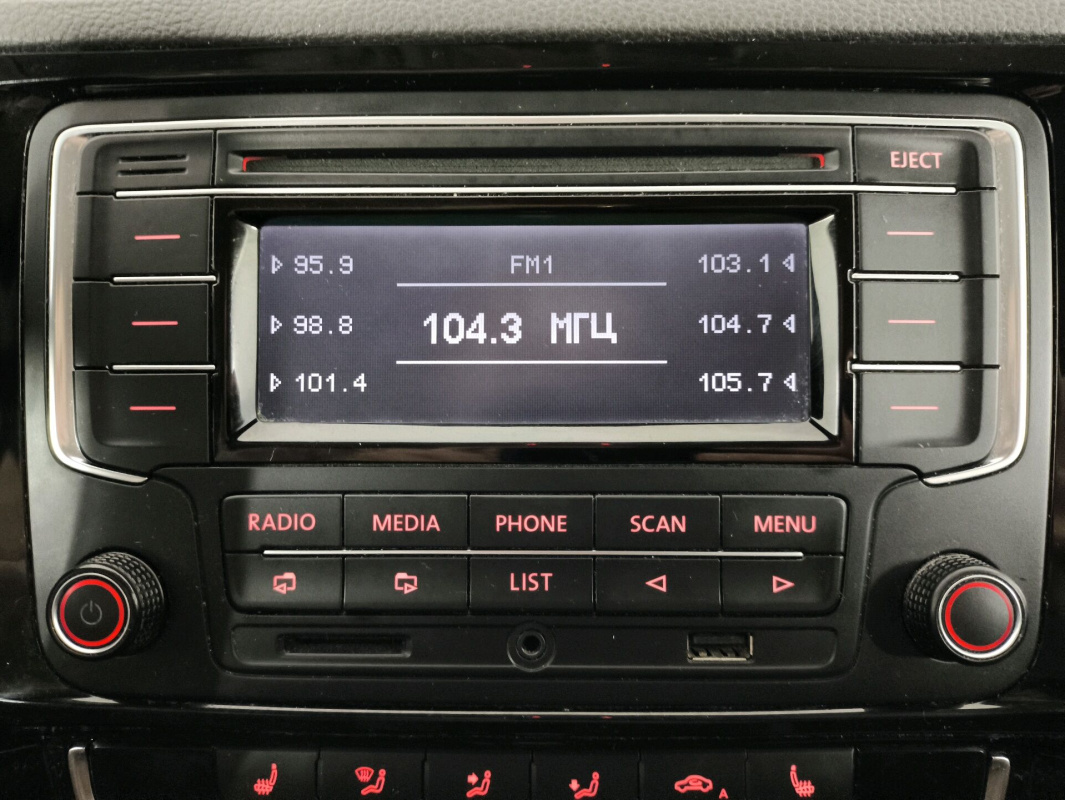 EJECT
95.9 FM1 103.1
98.8 104.3 МГЦ 104.7
101.4 105.7
RADIO MEDIA PHONE SCAN MENU
LIST
A